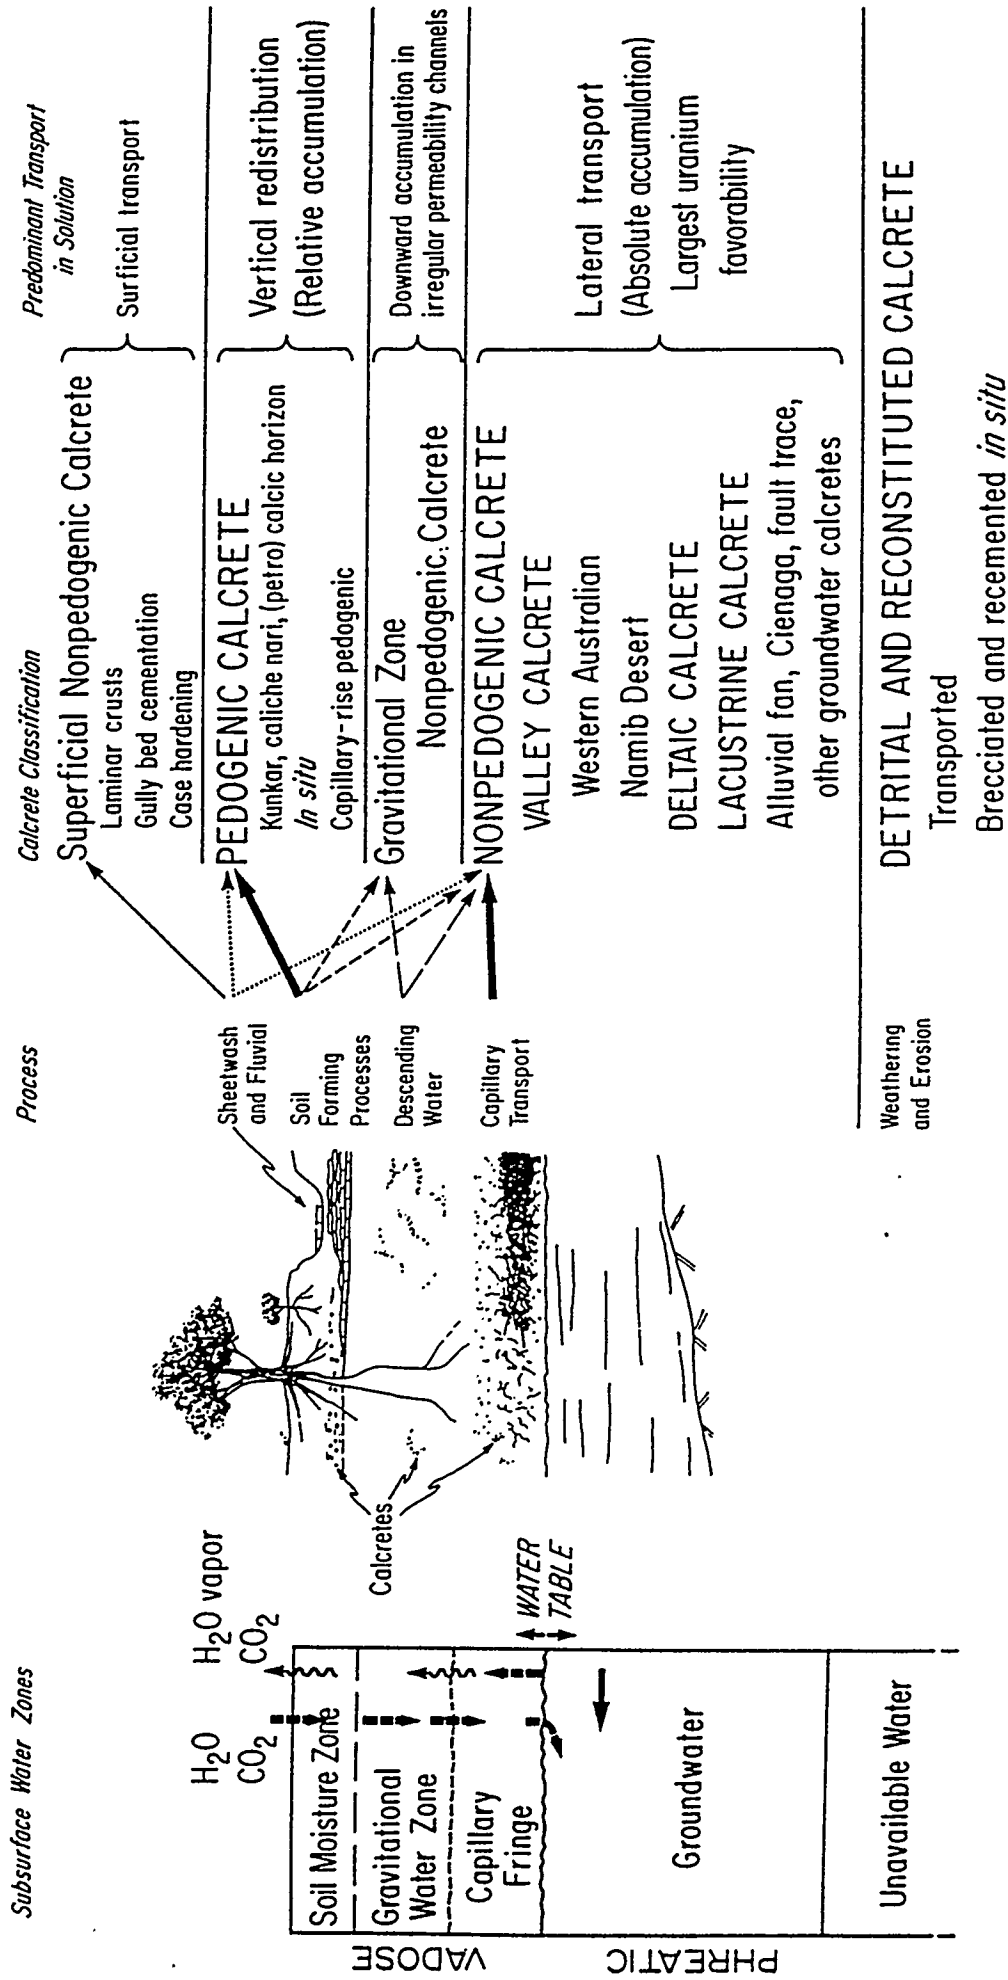 Subsurface Water Zones
H₂O
CO₂
H₂O vapor
CO₂
VADOSE
Soil Moisture Zone
Gravitational
Water Zone
Capillary
Fringe
WATER
TABLE
PHREATIC
Groundwater
Unavailable Water
Calcretes
Process
Sheetwash
and Fluvial
Soil
Forming
Processes
Descending
Water
Capillary
Transport
Weathering
and Erosion
Calcrete Classification
Superficial Nonpedogenic Calcrete
Laminar crusts
Gully bed cementation
Case hardening
PEDOGENIC CALCRETE
Kunkar, caliche nari, (petro) calcic horizon
In situ
Capillary-rise pedogenic
Gravitational Zone
Nonpedogenic Calcrete
NONPEDOGENIC CALCRETE
VALLEY CALCRETE
Western Australian
Namib Desert
DELTAIC CALCRETE
LACUSTRINE CALCRETE
Alluvial fan, Cienaga, fault trace,
other groundwater calcretes
DETRITAL AND RECONSTITUTED CALCRETE
Transported
Brecciated and recemented in situ
Predominant Transport
in Solution
Surficial transport
Vertical redistribution
(Relative accumulation)
Downward accumulation in
irregular permeability channels
Lateral transport
(Absolute accumulation)
Largest uranium
favorability